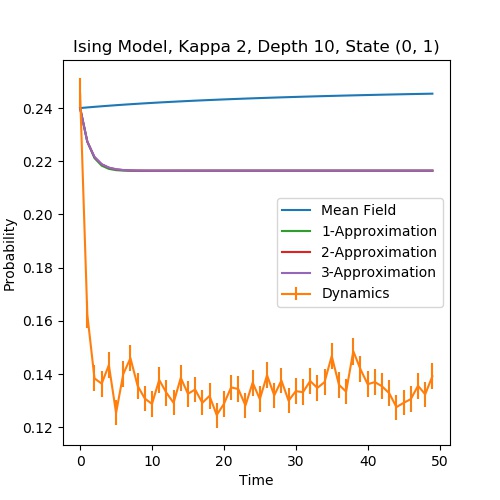 Ising Model, Kappa 2, Depth 10, State (0, 1)
0.24
0.22
0.20
0.18
0.16
0.14
0.12
Probability
Mean Field
1-Approximation
2-Approximation
3-Approximation
Dynamics
0 10 20 30 40 50
Time